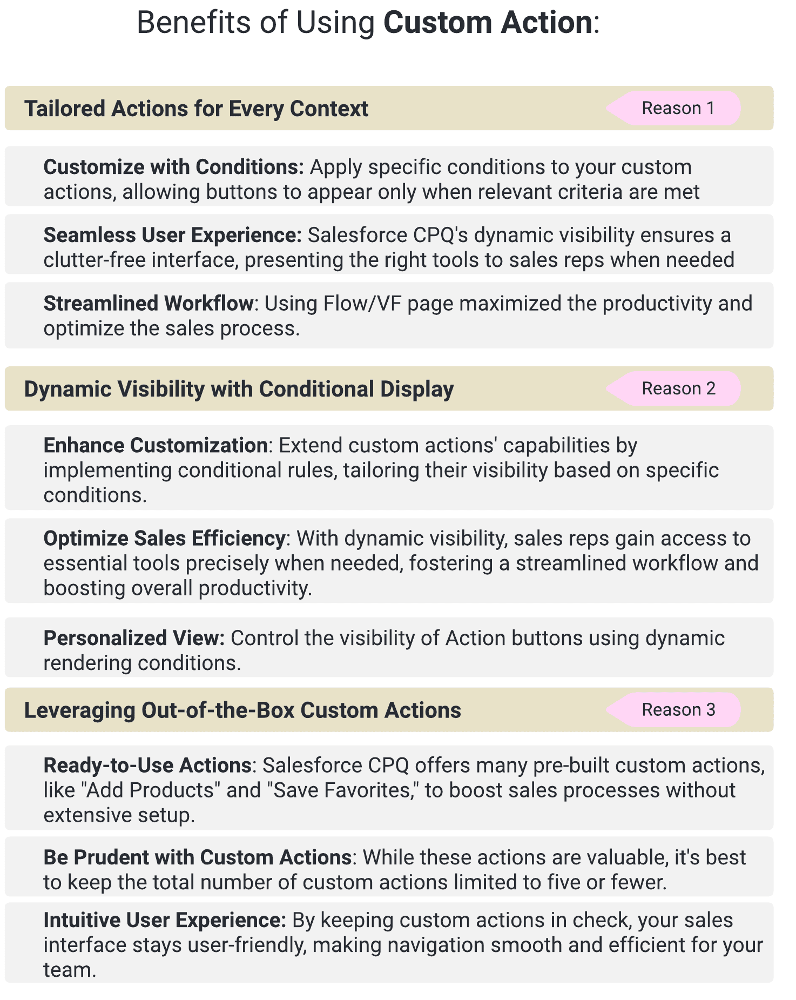 Benefits of Using Custom Action:
Tailored Actions for Every Context
Reason 1
Customize with Conditions: Apply specific conditions to your custom
actions, allowing buttons to appear only when relevant criteria are met
Seamless User Experience: Salesforce CPQ's dynamic visibility ensures a
clutter-free interface, presenting the right tools to sales reps when needed
Streamlined Workflow: Using Flow/VF page maximized the productivity and
optimize the sales process.
Dynamic Visibility with Conditional Display
Reason 2
Enhance Customization: Extend custom actions' capabilities by
implementing conditional rules, tailoring their visibility based on specific
conditions.
Optimize Sales Efficiency: With dynamic visibility, sales reps gain access to
essential tools precisely when needed, fostering a streamlined workflow and
boosting overall productivity.
Personalized View: Control the visibility of Action buttons using dynamic
rendering conditions.
Leveraging Out-of-the-Box Custom Actions
Reason 3
Ready-to-Use Actions: Salesforce CPQ offers many pre-built custom actions,
like "Add Products" and "Save Favorites," to boost sales processes without
extensive setup.
Be Prudent with Custom Actions: While these actions are valuable, it's best
to keep the total number of custom actions limited to five or fewer.
Intuitive User Experience: By keeping custom actions in check, your sales
interface stays user-friendly, making navigation smooth and efficient for your
team.